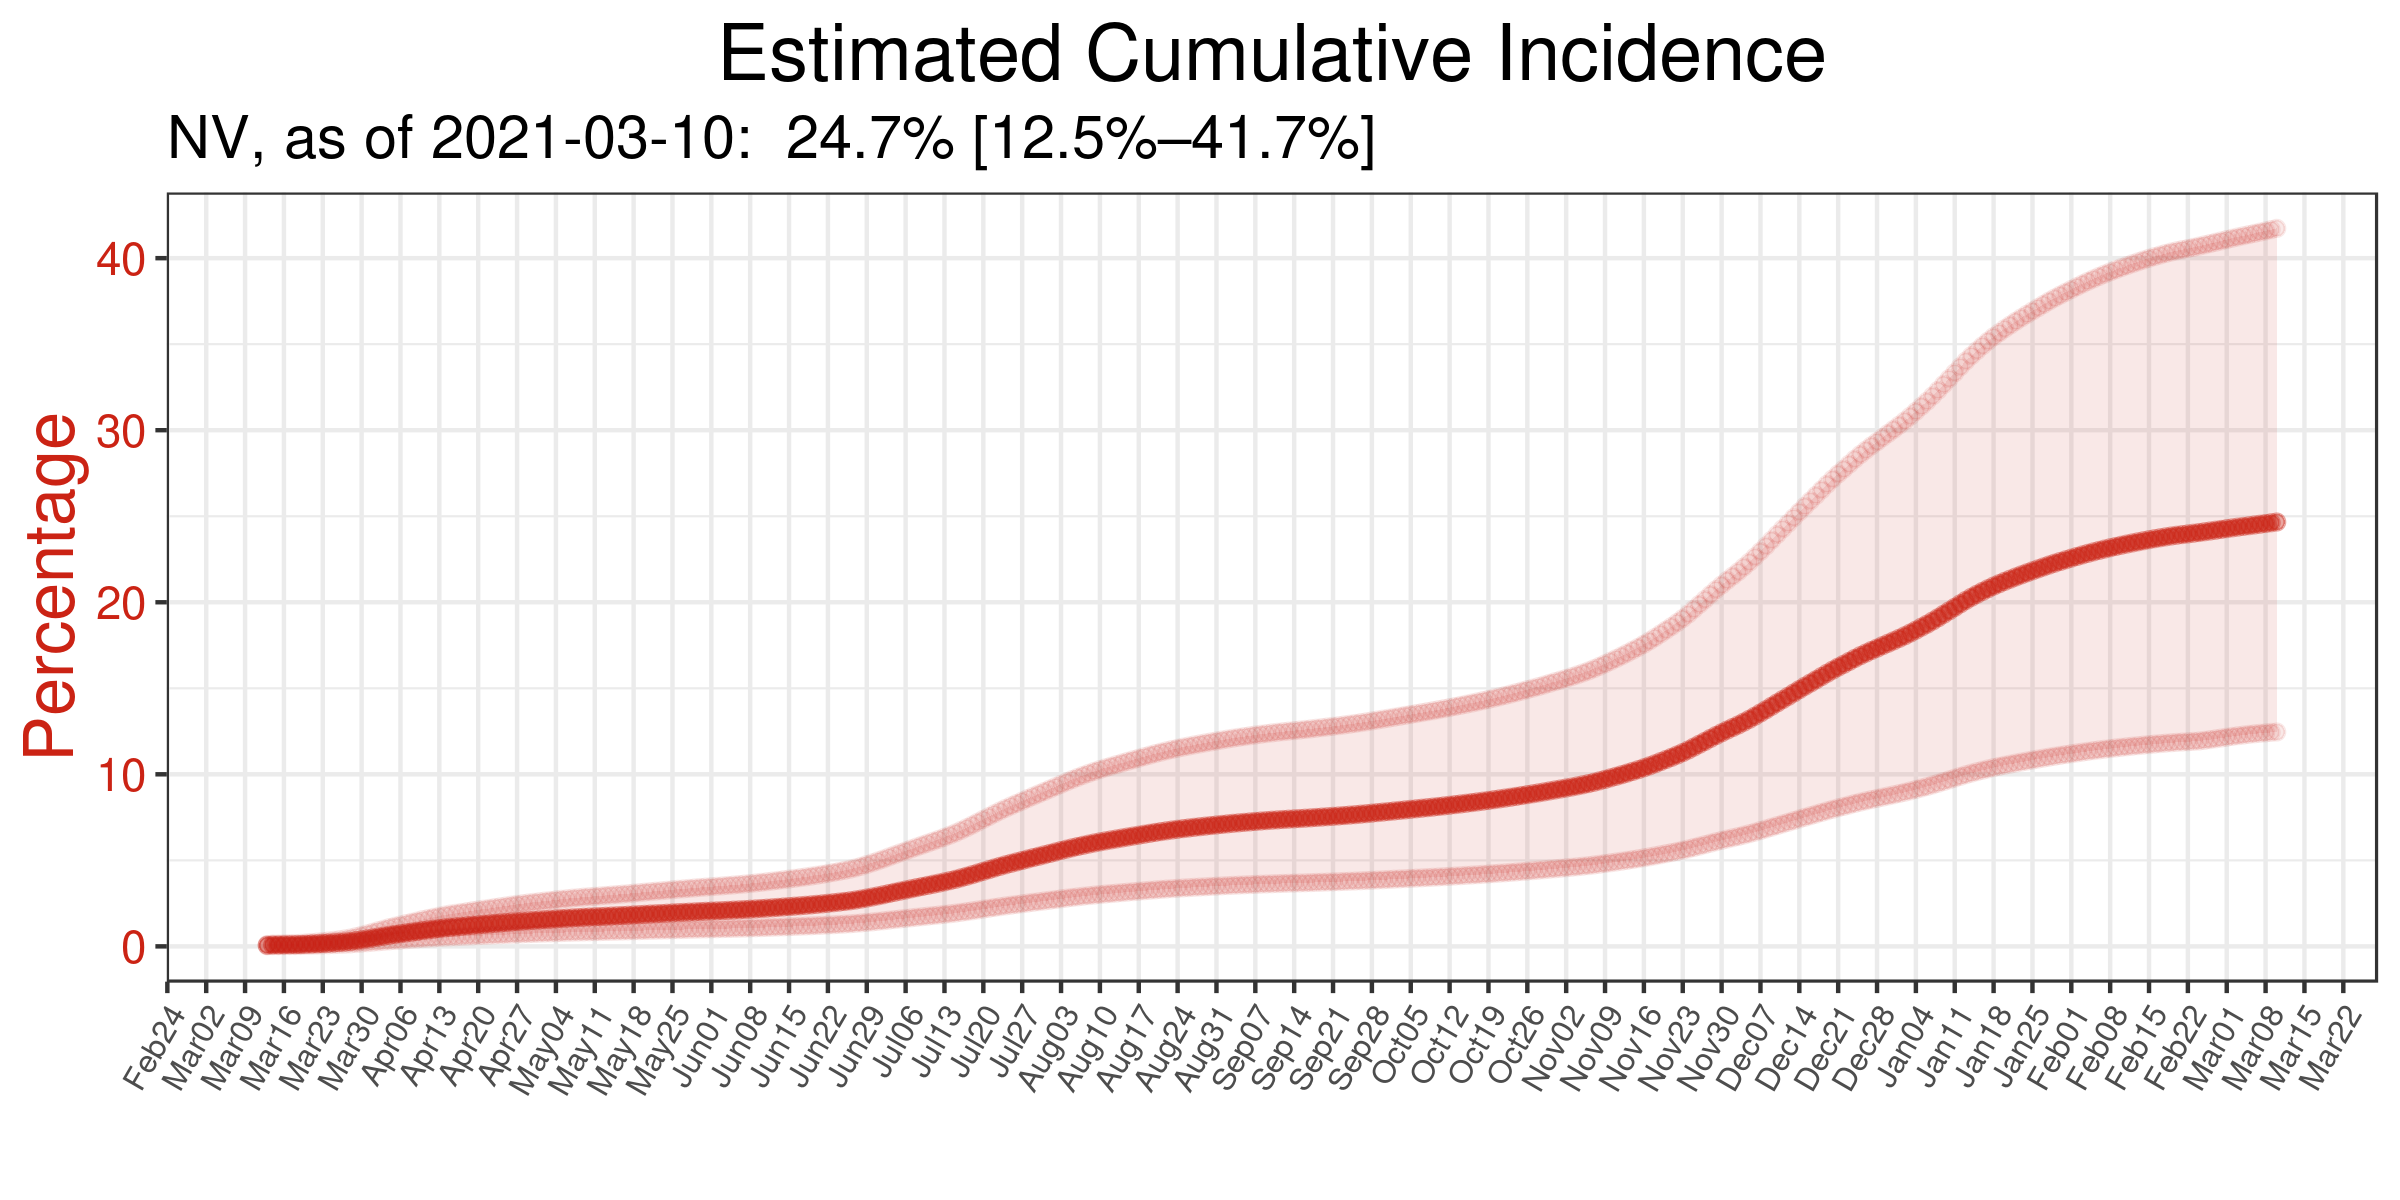 Estimated Cumulative Incidence
NV, as of 2021-03-10:  24.7% [12.5%–41.7%]
Percentage
40
30
20
10
0
Feb24
Mar02
Mar09
Mar16
Mar23
Mar30
Apr06
Apr13
Apr20
Apr27
May04
May11
May18
May25
Jun01
Jun08
Jun15
Jun22
Jun29
Jul06
Jul13
Jul20
Jul27
Aug03
Aug10
Aug17
Aug24
Aug31
Sep07
Sep14
Sep21
Sep28
Oct05
Oct12
Oct19
Oct26
Nov02
Nov09
Nov16
Nov23
Nov30
Dec07
Dec14
Dec21
Dec28
Jan04
Jan11
Jan18
Jan25
Feb01
Feb08
Feb15
Feb22
Mar01
Mar08
Mar15
Mar22